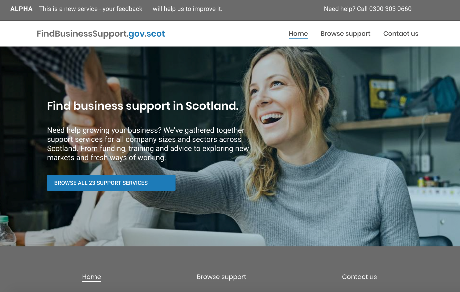 ALPHA This is a new service - your feedback will help us to improve it. Need help? Call 0300 303 0660
FindBusinessSupport.gov.scot Home Browse support Contact us
Find business support in Scotland.
Need help growing your business? We've gathered together
support services for all company sizes and sectors across
Scotland. From funding, training and advice to exploring new
markets and fresh ways of working.
BROWSE ALL 23 SUPPORT SERVICES
Home Browse support Contact us